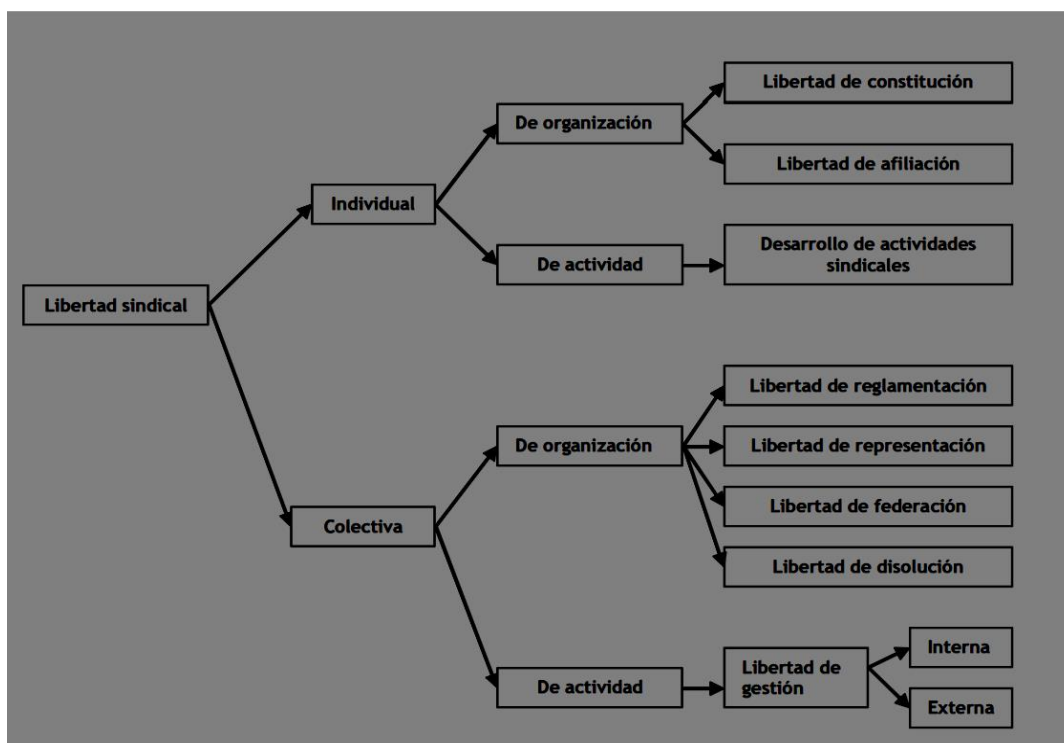 Libertad sindical
Individual
De organización
Libertad de constitución
Libertad de afiliación
De actividad
Desarrollo de actividades
sindicales
Colectiva
De organización
Libertad de reglamentación
Libertad de representación
Libertad de federación
Libertad de disolución
De actividad
Libertad de
gestión
Interna
Externa